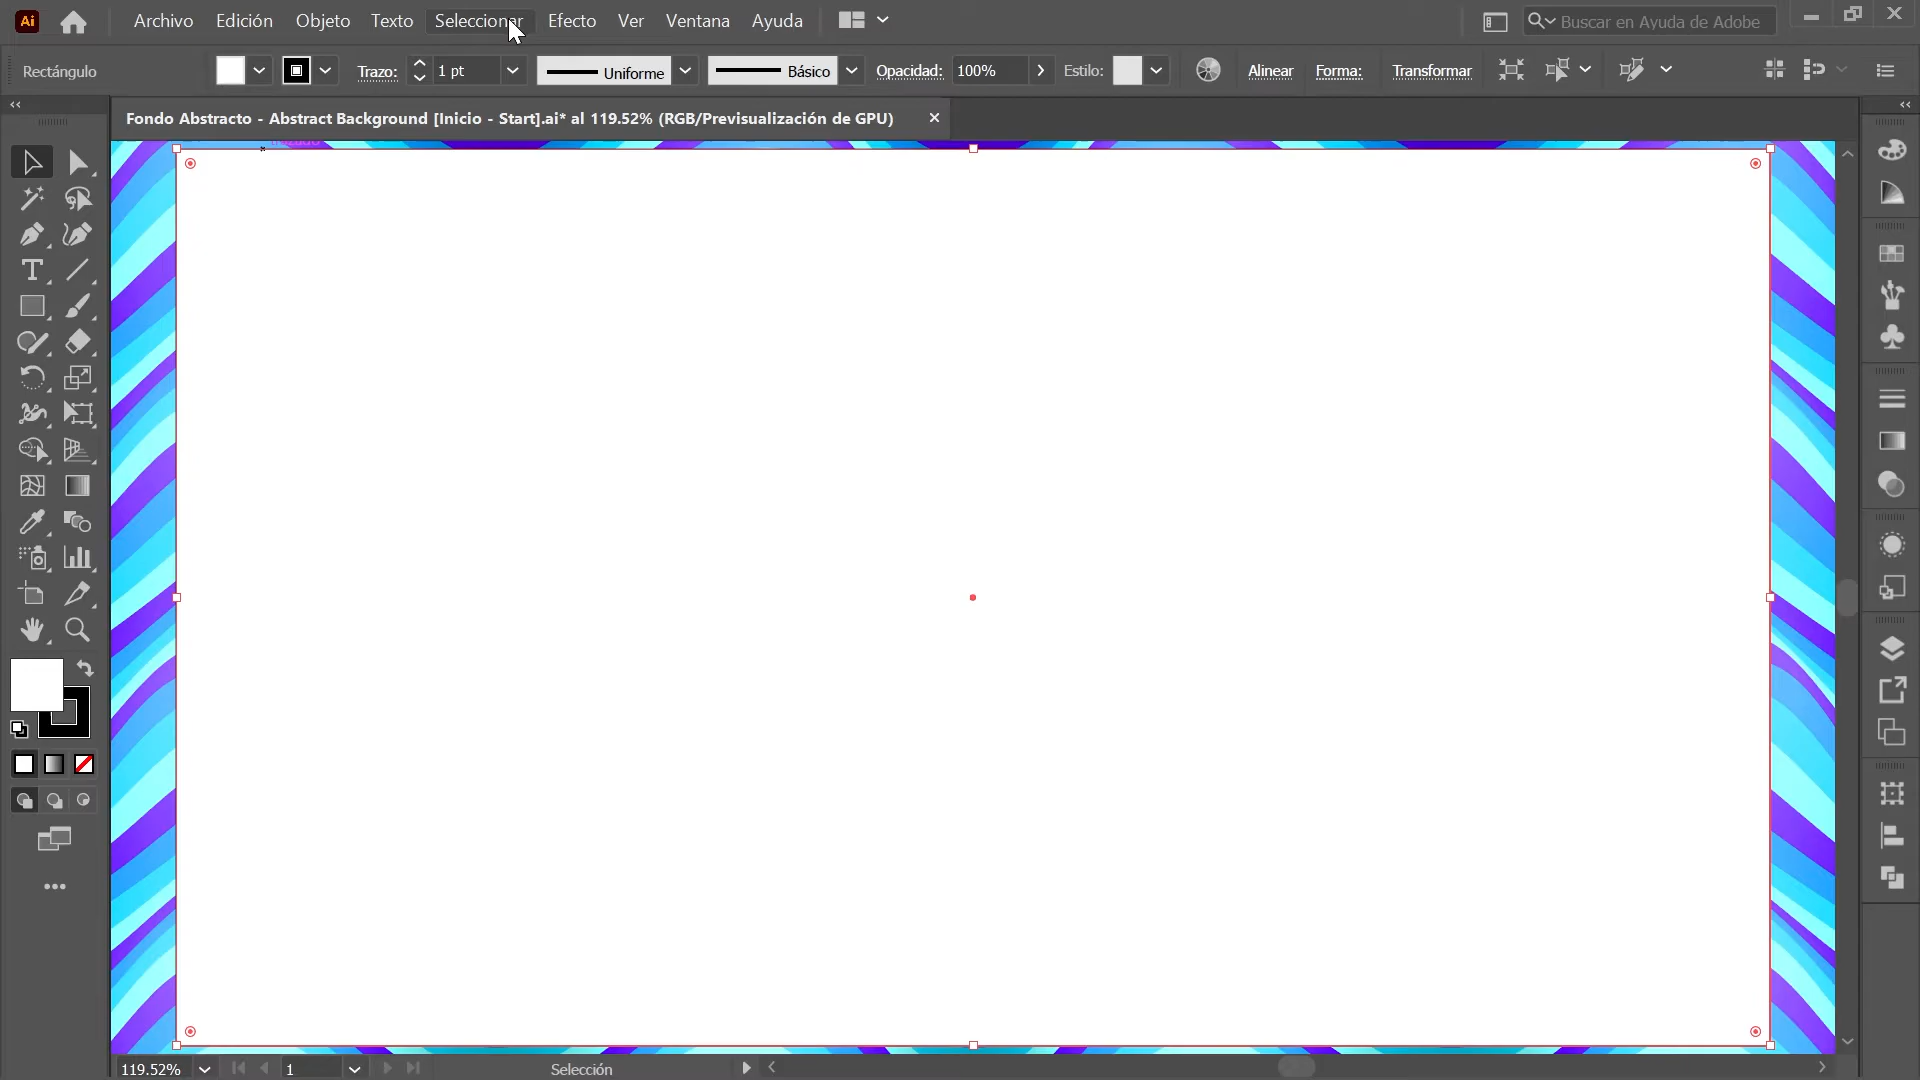 Ai Archivo Edición Objeto Texto Seleccionar Efecto Ver Ventana Ayuda Buscar en Ayuda de Adobe
Rectángulo Trazo: 1 pt Uniforme Básico Opacidad: 100% Estilo: Alinear Forma: Transformar
Fondo Abstracto - Abstract Background [Inicio - Start].ai* al 119.52% (RGB/Previsualización de GPU)
119.52% 1 Selección